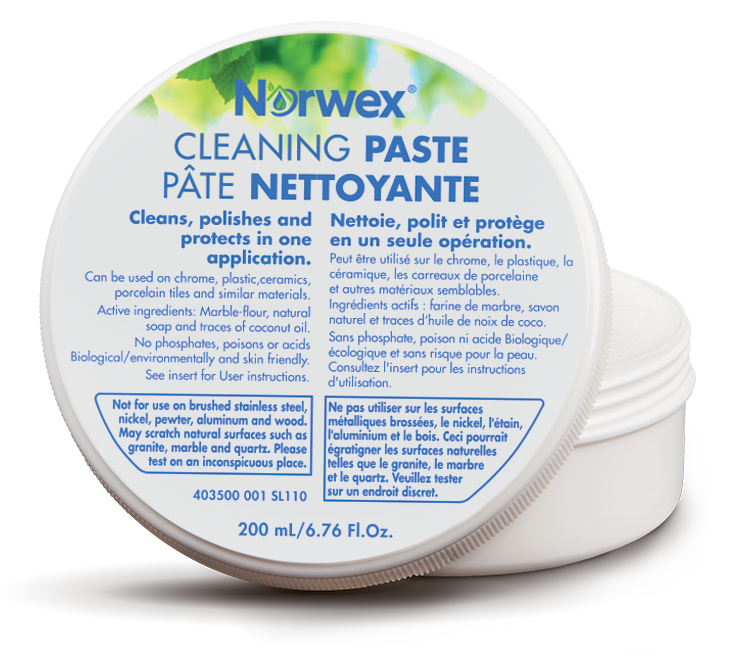 Norwex®
CLEANING PASTE
PÂTE NETTOYANTE
Cleans, polishes and
protects in one
application.
Can be used on chrome, plastic,ceramics,
porcelain tiles and similar materials.
Active ingredients: Marble-flour, natural
soap and traces of coconut oil.
No phosphates, poisons or acids
Biological/environmentally and skin friendly.
See insert for User instructions.
Nettoie, polit et protège
en un seule opération.
Peut être utilisé sur le chrome, le plastique, la
céramique, les carreaux de porcelaine
et autres matériaux semblables.
Ingrédients actifs : farine de marbre, savon
naturel et traces d'huile de noix de coco.
Sans phosphate, poison ni acide Biologique/
écologique et sans risque pour la peau.
Consultez l'insert pour les instructions
d'utilisation.
Not for use on brushed stainless steel,
nickel, pewter, aluminum and wood.
May scratch natural surfaces such as
granite, marble and quartz. Please
test on an inconspicuous place.
Ne pas utiliser sur les surfaces
métalliques brossées, le nickel, l'étain,
l'aluminium et le bois. Ceci pourrait
égratigner les surfaces naturelles
telles que le granite, le marbre
et le quartz. Veuillez tester
sur un endroit discret.
403500 001 SL110
200 mL/6.76 Fl.Oz.